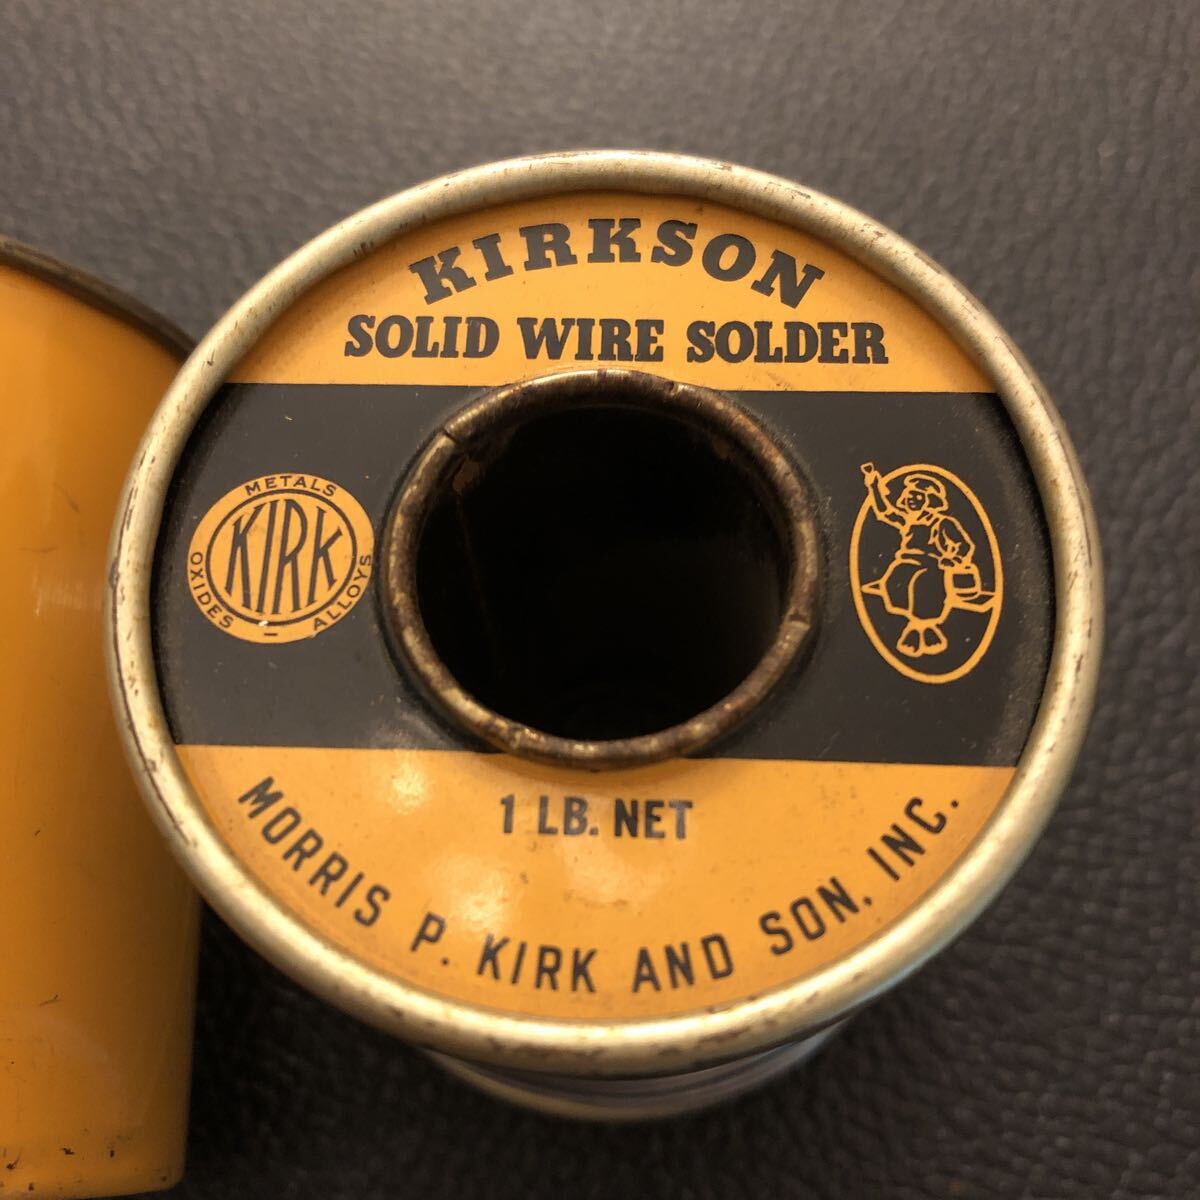 KIRKSON
SOLID WIRE SOLDER
METALS
KIRK
OXIDES – ALLOYS
1 LB. NET
MORRIS P. KIRK AND SON, INC.